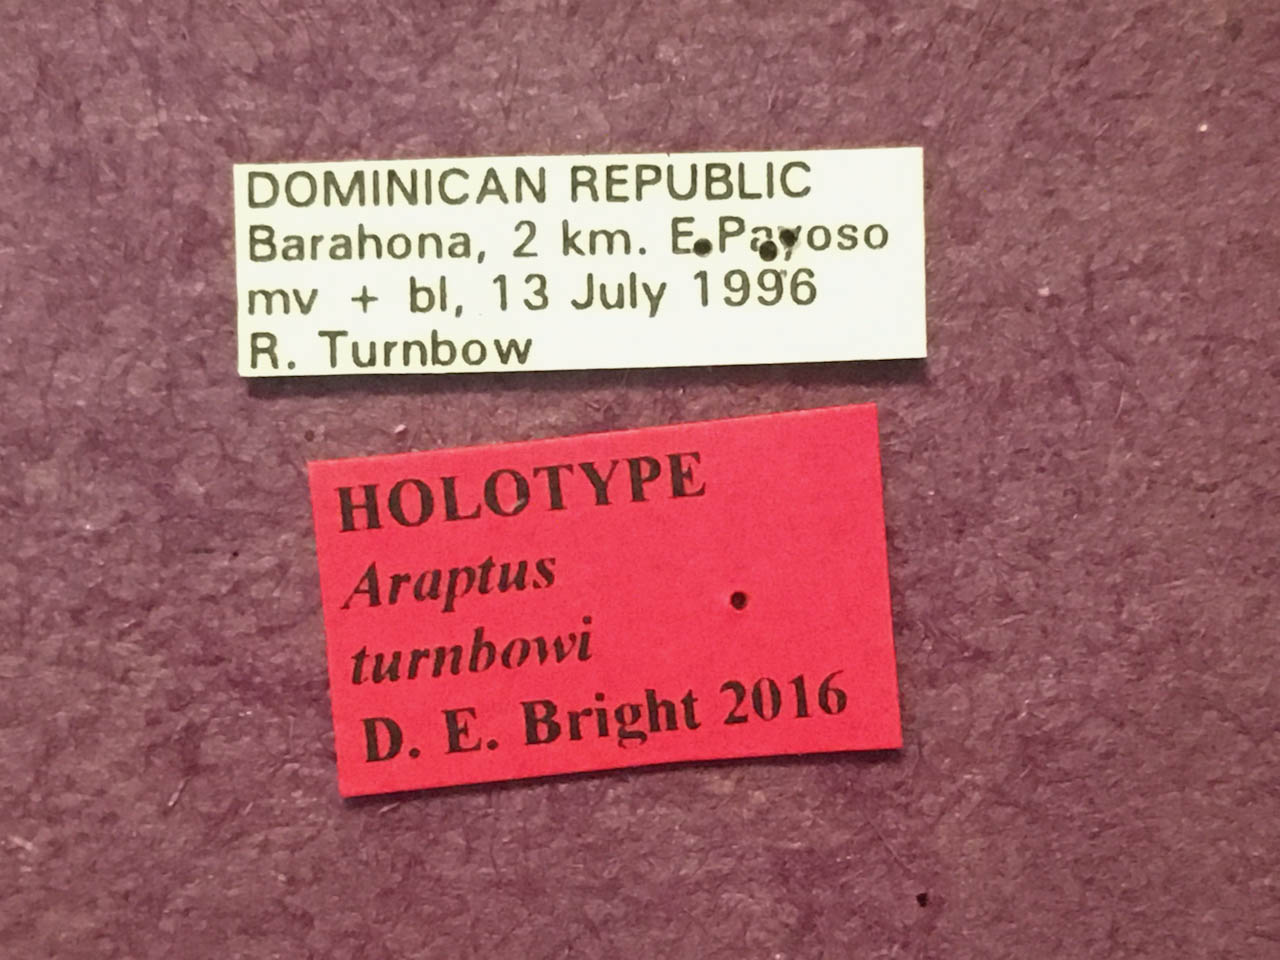 DOMINICAN REPUBLIC
Barahona, 2 km. E.Payoso
mv + bl, 13 July 1996
R. Turnbow
HOLOTYPE
Araptus
turnbowi
D. E. Bright 2016